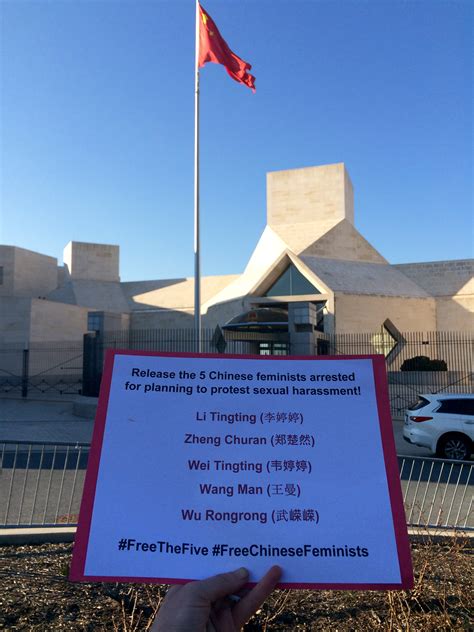 Release the 5 Chinese feminists arrested
for planning to protest sexual harassment!
Li Tingting (李婷婷)
Zheng Churan (郑楚然)
Wei Tingting (韦婷婷)
Wang Man (王曼)
Wu Rongrong (武嵘嵘)
#FreeTheFive #FreeChineseFeminists